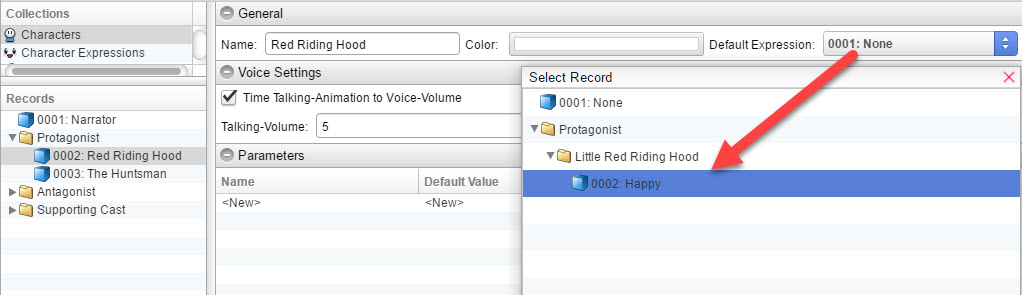 Collections
Characters
Character Expressions
Records
0001: Narrator
Protagonist
0002: Red Riding Hood
0003: The Huntsman
Antagonist
Supporting Cast
General
Name: Red Riding Hood Color: Default Expression: 0001: None
Voice Settings
Time Talking-Animation to Voice-Volume
Talking-Volume: 5
Parameters
Name Default Value
<New> <New>
Select Record
0001: None
Protagonist
Little Red Riding Hood
0002: Happy